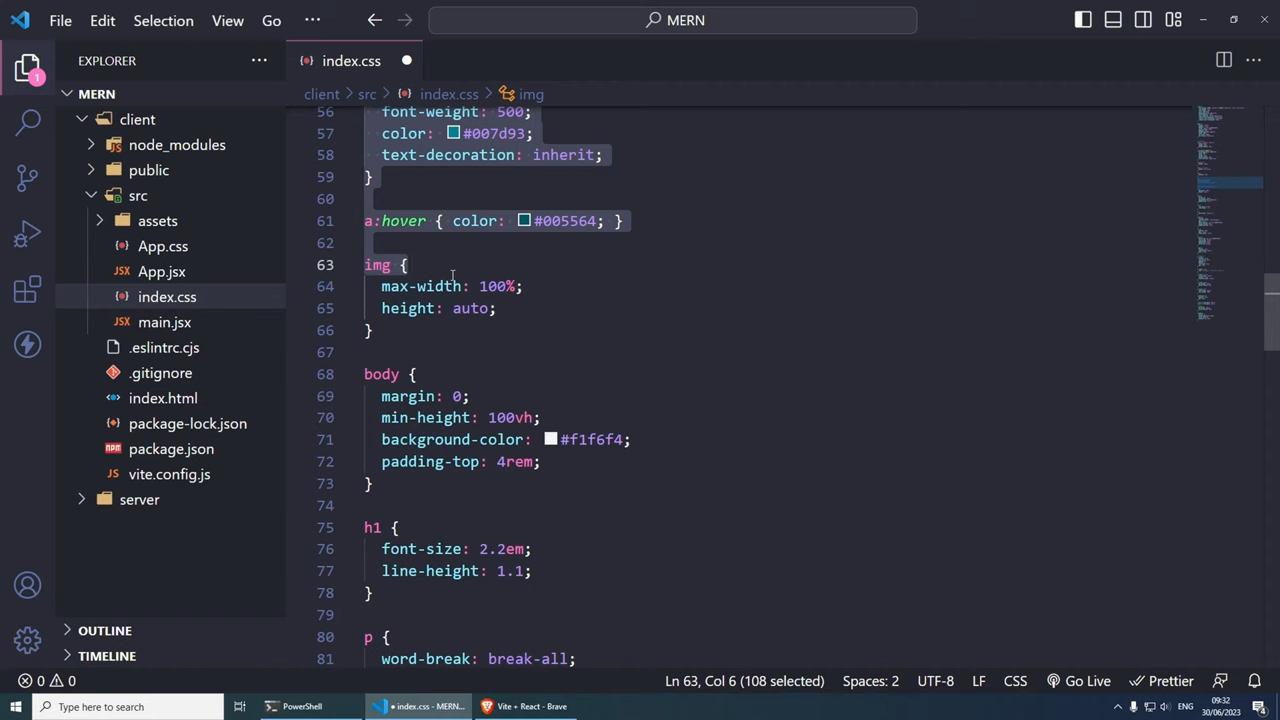 File Edit Selection View Go ··· MERN
EXPLORER ··· index.css
MERN
client > src > index.css > img
client
node_modules
public
src
assets
App.css
App.jsx
index.css
main.jsx
.eslintrc.cjs
.gitignore
index.html
package-lock.json
package.json
vite.config.js
server
OUTLINE
TIMELINE
1
56 font-weight: 500;
57 color: #007d93;
58 text-decoration: inherit;
59 }
60
61 a:hover { color: #005564; }
62
63 img {
64 max-width: 100%;
65 height: auto;
66 }
67
68 body {
69 margin: 0;
70 min-height: 100vh;
71 background-color: #f1f6f4;
72 padding-top: 4rem;
73 }
74
75 h1 {
76 font-size: 2.2em;
77 line-height: 1.1;
78 }
79
80 p {
81 word-break: break-all;
0 0 Ln 63, Col 6 (108 selected) Spaces: 2 UTF-8 LF CSS Go Live Prettier
Type here to search PowerShell index.css - MERN... Vite + React - Brave ENG 09:32
30/06/2023
4